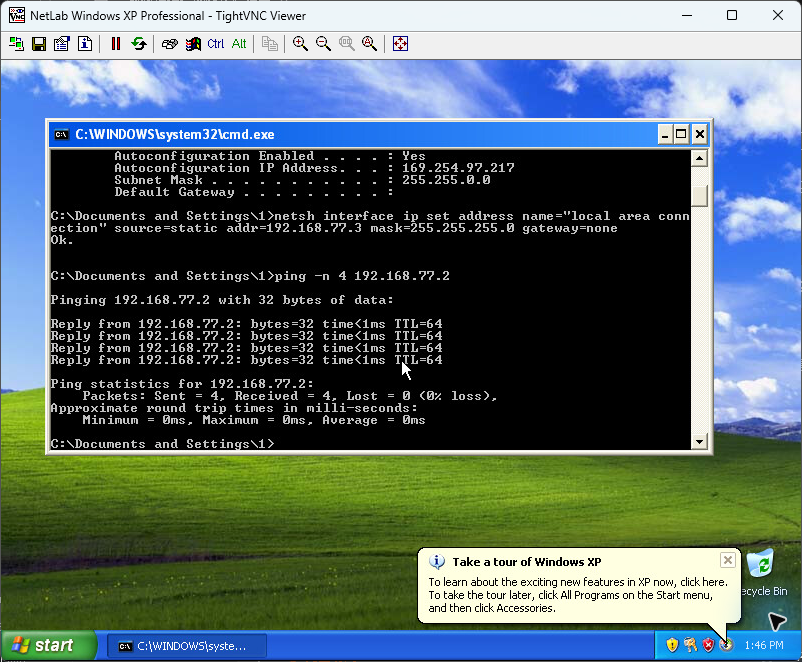 NetLab Windows XP Professional - TightVNC Viewer
Ctrl Alt
C:\WINDOWS\system32\cmd.exe
Autoconfiguration Enabled . . . . : Yes
Autoconfiguration IP Address. . . : 169.254.97.217
Subnet Mask . . . . . . . . . . . : 255.255.0.0
Default Gateway . . . . . . . . . :
C:\Documents and Settings\1>netsh interface ip set address name="local area conn
ection" source=static addr=192.168.77.3 mask=255.255.255.0 gateway=none
Ok.
C:\Documents and Settings\1>ping -n 4 192.168.77.2
Pinging 192.168.77.2 with 32 bytes of data:
Reply from 192.168.77.2: bytes=32 time<1ms TTL=64
Reply from 192.168.77.2: bytes=32 time<1ms TTL=64
Reply from 192.168.77.2: bytes=32 time<1ms TTL=64
Reply from 192.168.77.2: bytes=32 time<1ms TTL=64
Ping statistics for 192.168.77.2:
Packets: Sent = 4, Received = 4, Lost = 0 (0% loss),
Approximate round trip times in milli-seconds:
Minimum = 0ms, Maximum = 0ms, Average = 0ms
C:\Documents and Settings\1>
Take a tour of Windows XP
To learn about the exciting new features in XP now, click here.
To take the tour later, click All Programs on the Start menu,
and then click Accessories.
ecycle Bin
start
C:\WINDOWS\syste...
1:46 PM